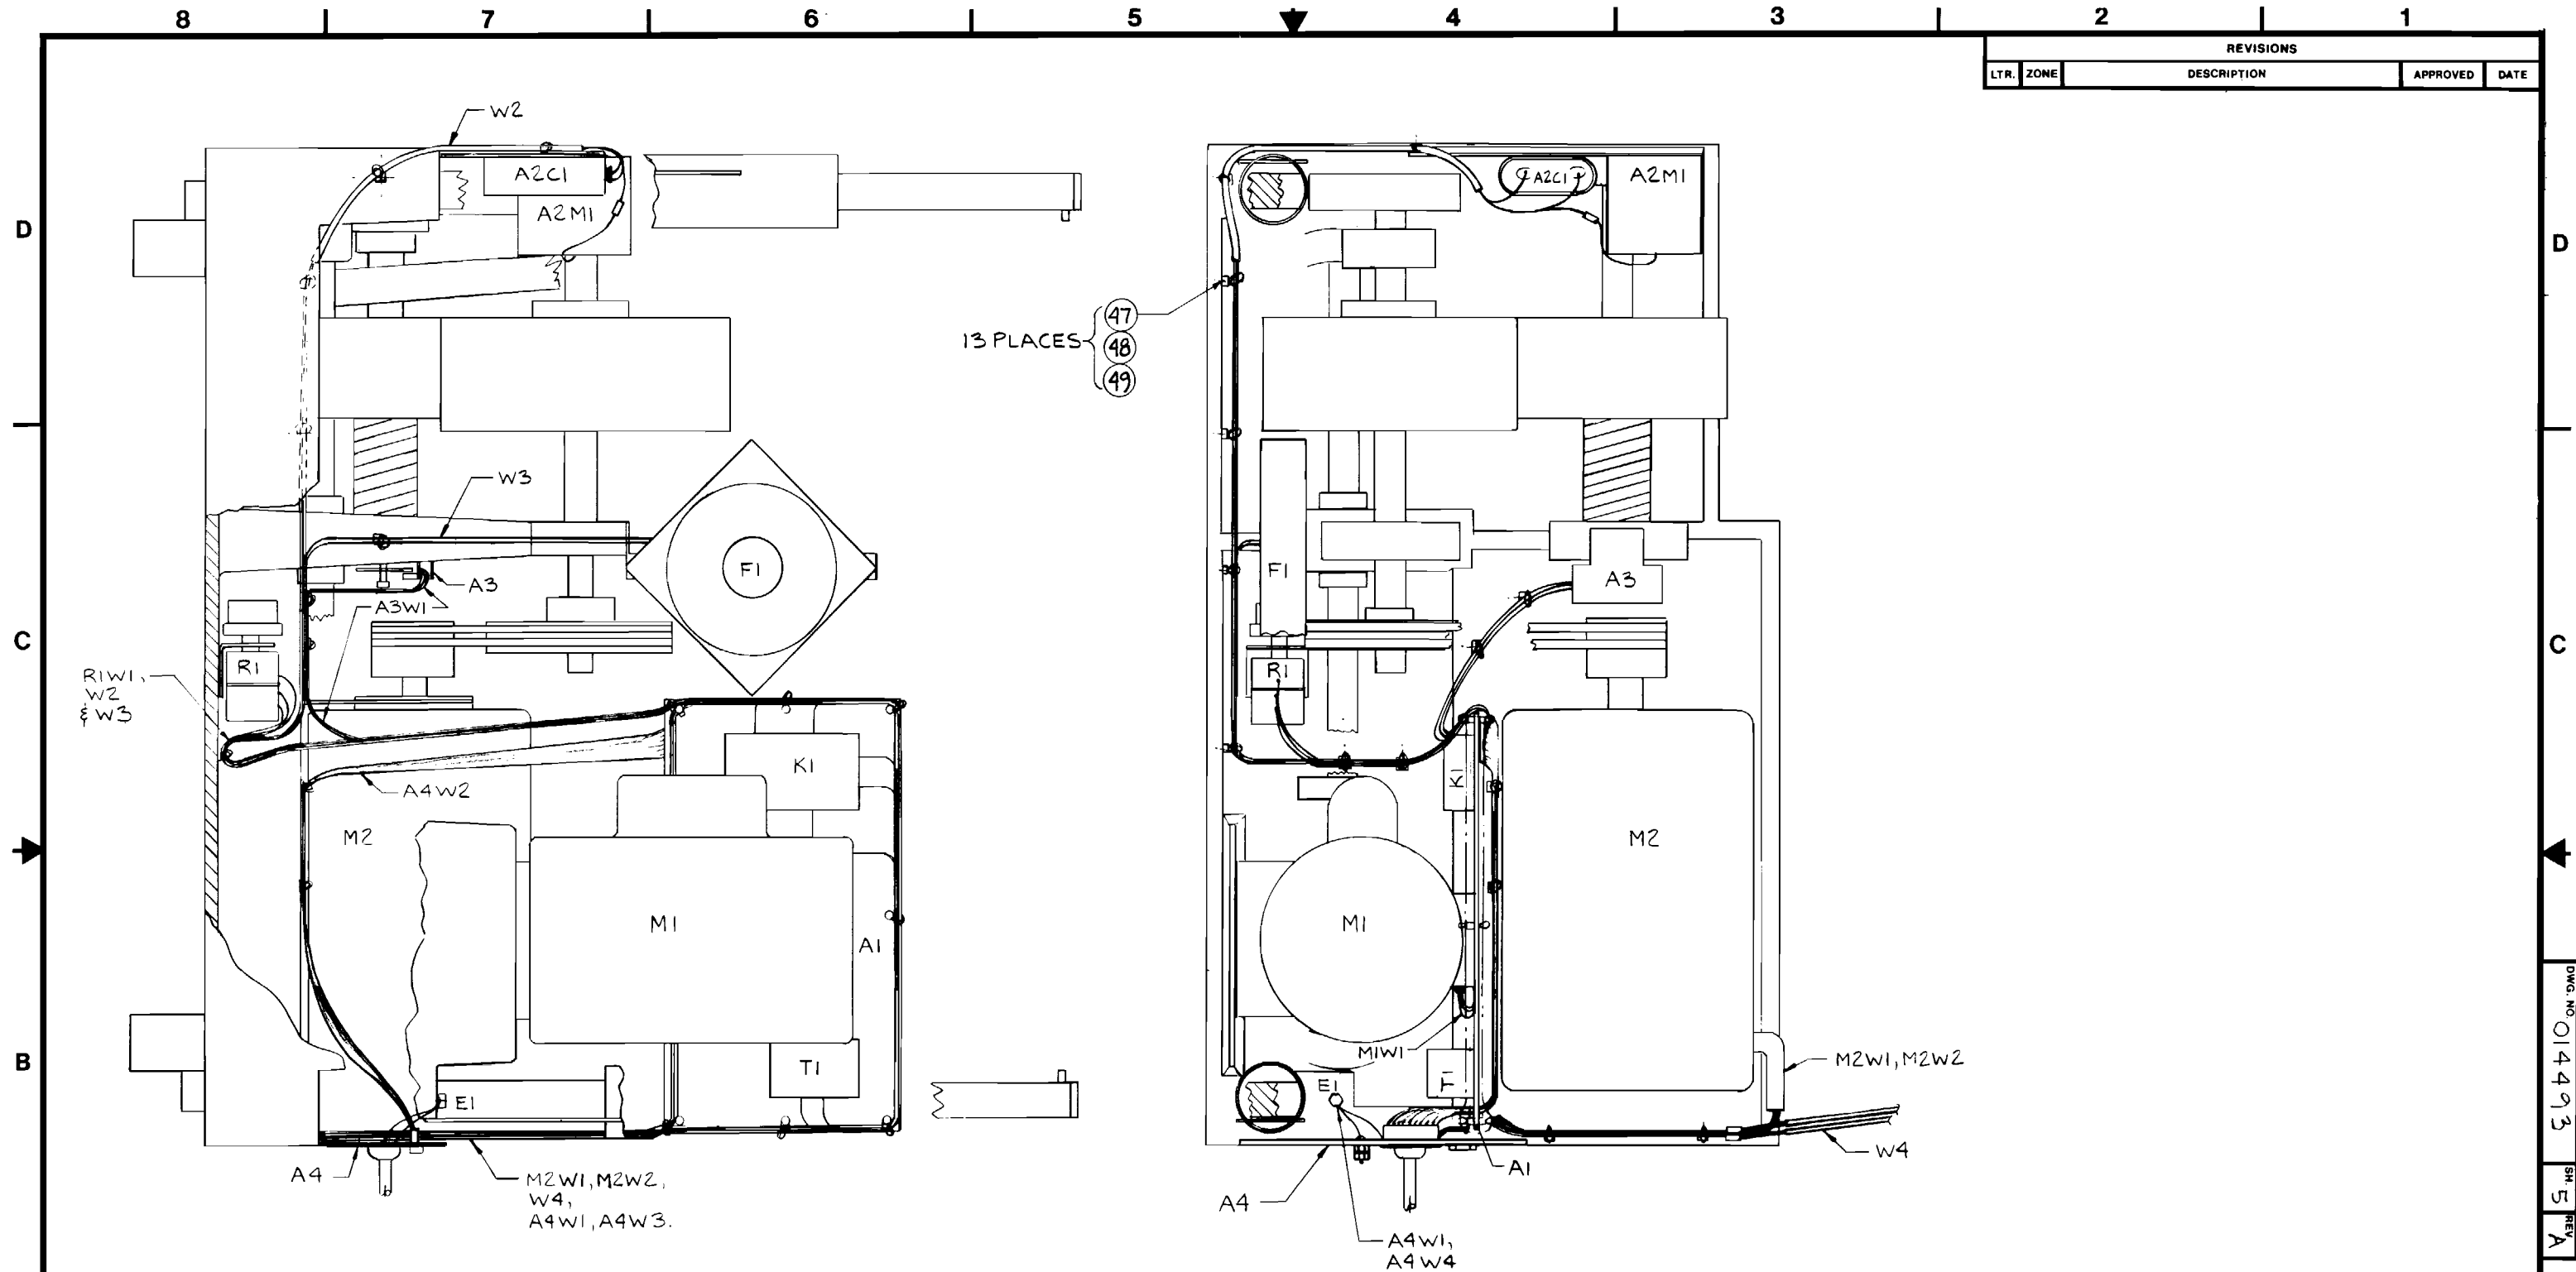 8 7 6 5 4 3 2 1
REVISIONS
LTR. ZONE DESCRIPTION APPROVED DATE
D
D
W2
A2C1
A2M1
A2C1
A2M1
13 PLACES
47
48
49
W3
F1
A3
A3W1
F1
A3
C
C
R1
R1W1,
W2
& W3
R1
K1
A4W2
M2
M1
A1
K1
M2
M1
B
T1
E1
A4
M2W1, M2W2,
W4,
A4W1, A4W3.
M1W1
T1
E1
M2W1, M2W2
W4
A1
A4
A4W1,
A4W4
DWG. NO. 014493
SH. 5
REV A